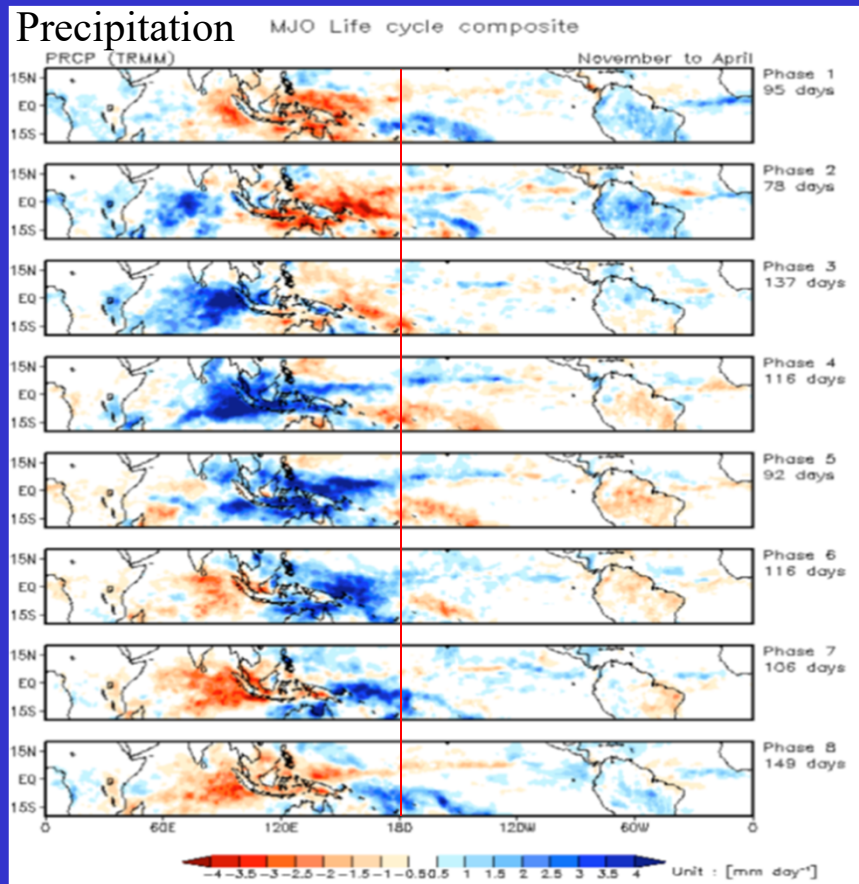 Precipitation
MJO Life cycle composite
PRCP (TRMM)
November to April
15N
EQ
15S
Phase 1
95 days
15N
EQ
15S
Phase 2
78 days
15N
EQ
15S
Phase 3
137 days
15N
EQ
15S
Phase 4
116 days
15N
EQ
15S
Phase 5
92 days
15N
EQ
15S
Phase 6
116 days
15N
EQ
15S
Phase 7
106 days
15N
EQ
15S
Phase 8
149 days
0 60E 120E 180 120W 60W 0
-4 -3.5 -3 -2.5 -2 -1.5 -1 -0.5 0.5 1 1.5 2 2.5 3 3.5 4 Unit : [mm day⁻¹]